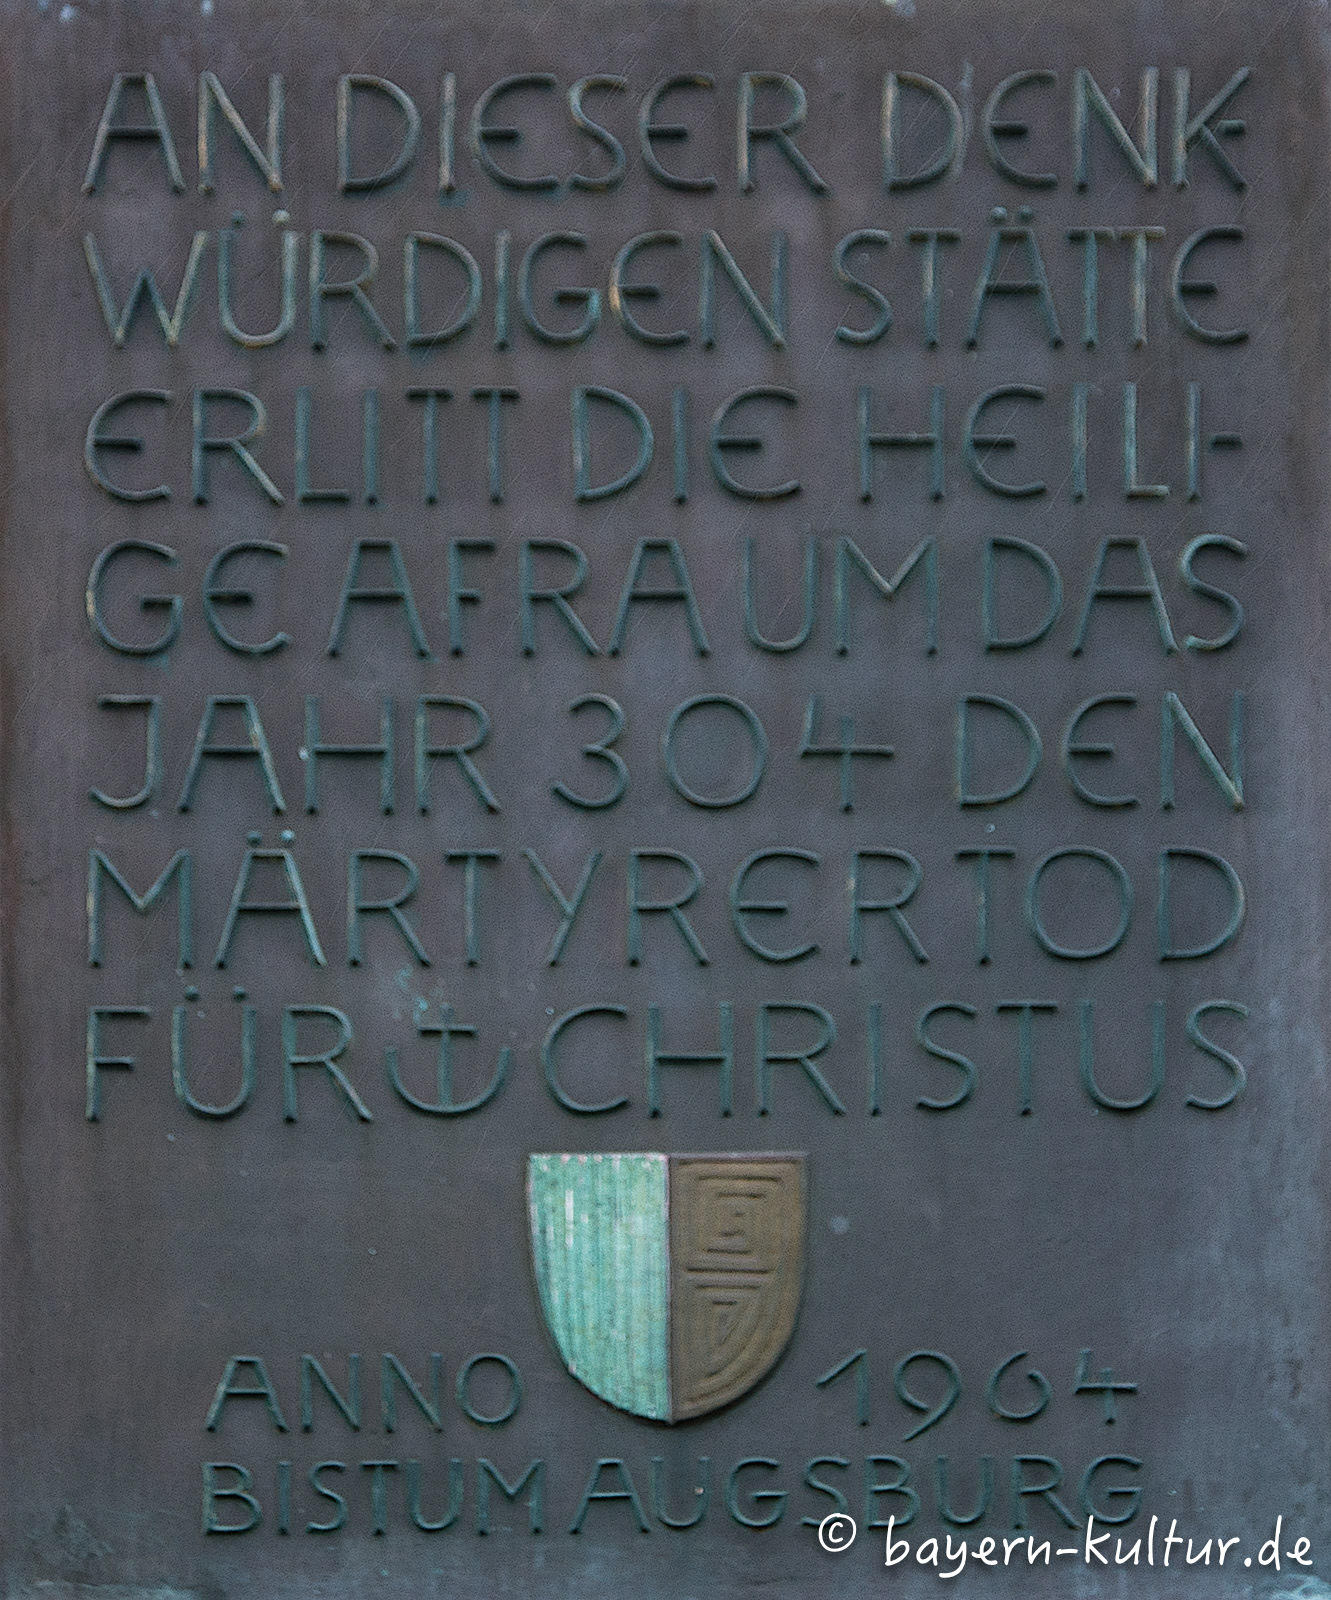 AN DIESER DENK-
WÜRDIGEN STÄTTE
ERLITT DIE HEILI-
GE AFRA UM DAS
JAHR 304 DEN
MÄRTYRERTOD
FÜR CHRISTUS
ANNO 1964
BISTUM AUGSBURG
© bayern-kultur.de